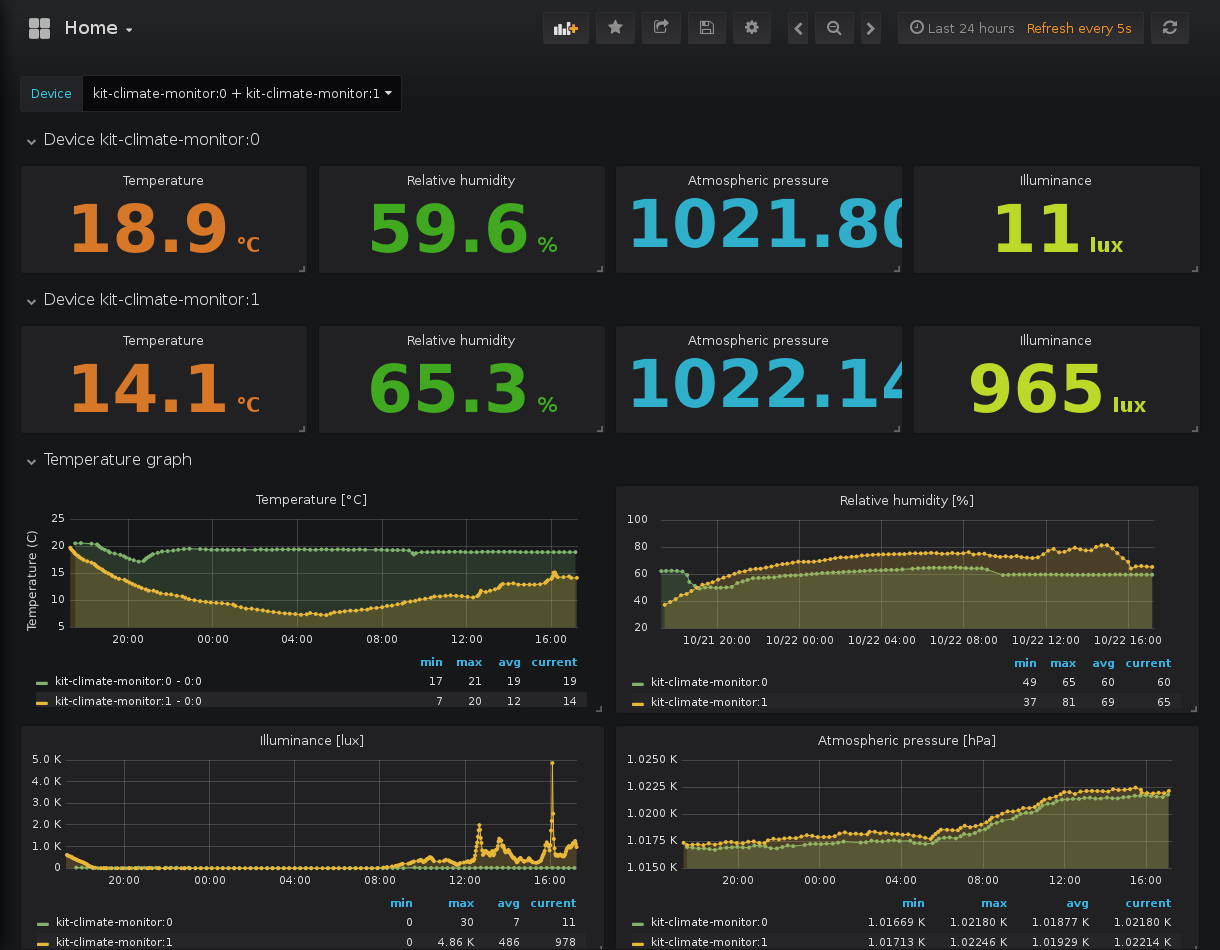 Home
Last 24 hours Refresh every 5s
Device kit-climate-monitor:0 + kit-climate-monitor:1
Device kit-climate-monitor:0
Temperature Relative humidity Atmospheric pressure Illuminance
18.9 °C 59.6 % 1021.80 11 lux
Device kit-climate-monitor:1
Temperature Relative humidity Atmospheric pressure Illuminance
14.1 °C 65.3 % 1022.14 965 lux
Temperature graph
Temperature [°C]
Temperature (C)
25
20
15
10
5
20:00 00:00 04:00 08:00 12:00 16:00
min max avg current
kit-climate-monitor:0 - 0:0 17 21 19 19
kit-climate-monitor:1 - 0:0 7 20 12 14
Relative humidity [%]
100
80
60
40
20
10/21 20:00 10/22 00:00 10/22 04:00 10/22 08:00 10/22 12:00 10/22 16:00
min max avg current
kit-climate-monitor:0 49 65 60 60
kit-climate-monitor:1 37 81 69 65
Illuminance [lux]
5.0 K
4.0 K
3.0 K
2.0 K
1.0 K
0
20:00 00:00 04:00 08:00 12:00 16:00
min max avg current
kit-climate-monitor:0 0 30 7 11
kit-climate-monitor:1 0 4.86 K 486 978
Atmospheric pressure [hPa]
1.0250 K
1.0225 K
1.0200 K
1.0175 K
1.0150 K
20:00 00:00 04:00 08:00 12:00 16:00
min max avg current
kit-climate-monitor:0 1.01669 K 1.02180 K 1.01877 K 1.02180 K
kit-climate-monitor:1 1.01713 K 1.02246 K 1.01929 K 1.02214 K